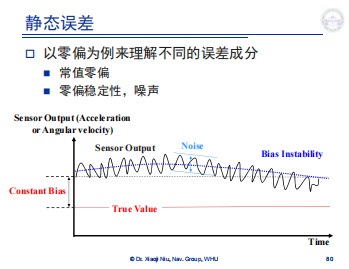 静态误差
以零偏为例来理解不同的误差成分
常值零偏
零偏稳定性，噪声
Sensor Output (Acceleration
or Angular velocity)
Sensor Output
Noise
Bias Instability
Constant Bias
True Value
Time
© Dr. Xiaoji Niu, Nav. Group, WHU
80